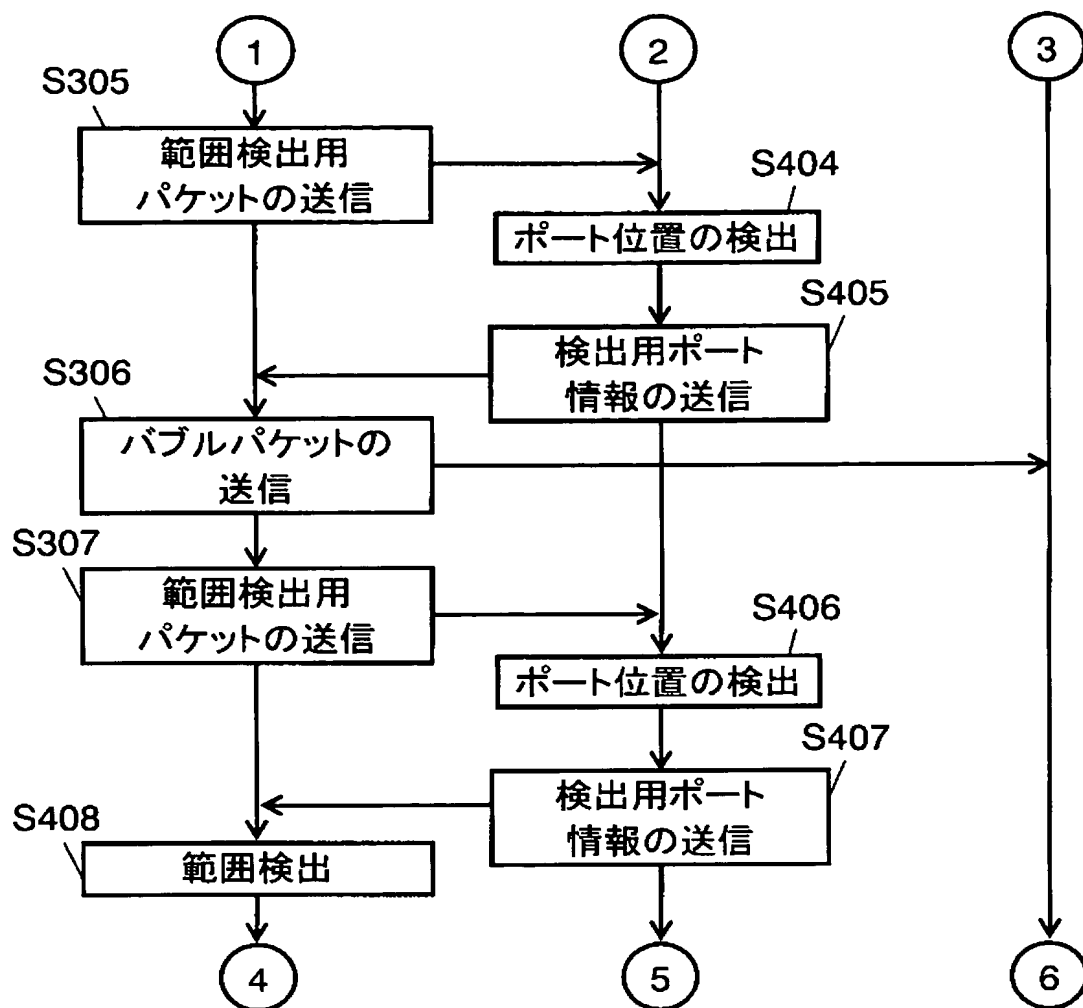 1
2
3
S305
範囲検出用
パケットの送信
S404
ポート位置の検出
S405
検出用ポート
情報の送信
S306
バブルパケットの
送信
S307
範囲検出用
パケットの送信
S406
ポート位置の検出
S407
検出用ポート
情報の送信
S408
範囲検出
4
5
6